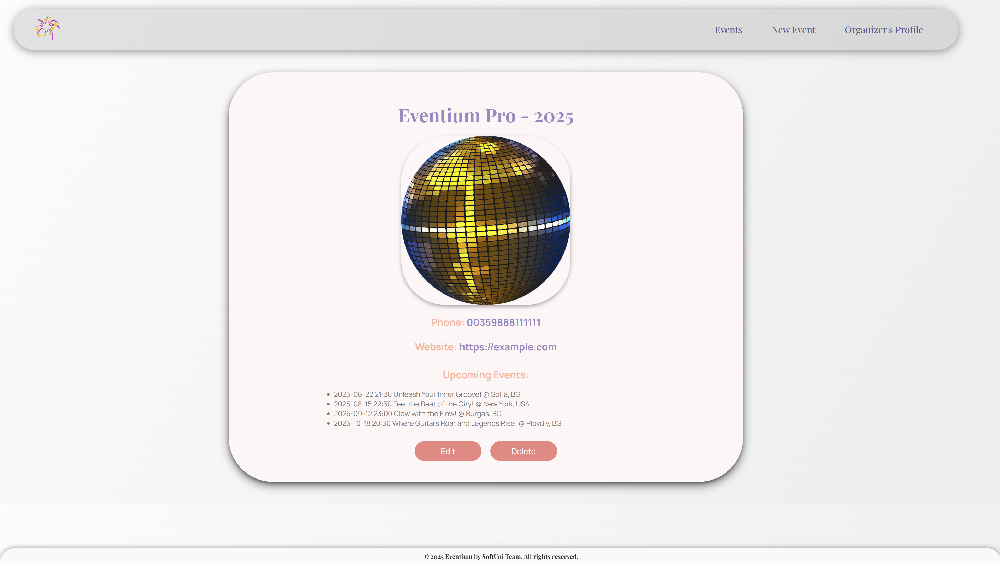 Events New Event Organizer's Profile
Eventium Pro - 2025
Phone: 00359888111111
Website: https://example.com
Upcoming Events:
2025-06-22 21:30 Unleash Your Inner Groove! @ Sofia, BG
2025-08-15 22:30 Feel the Beat of the City! @ New York, USA
2025-09-12 23:00 Glow with the Flow! @ Burgas, BG
2025-10-18 20:30 Where Guitars Roar and Legends Rise! @ Plovdiv, BG
Edit Delete
© 2025 Eventium by SoftUni Team. All rights reserved.